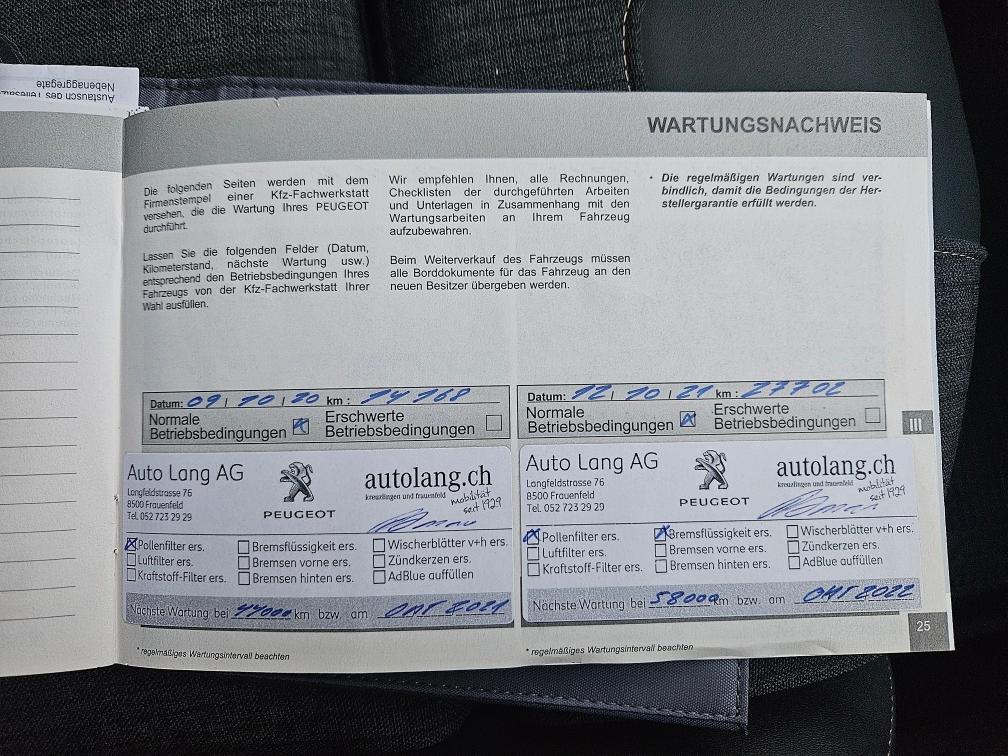 Austausch des
Nebenaggregate
WARTUNGSNACHWEIS
Die folgenden Seiten werden mit dem
Firmenstempel einer Kfz-Fachwerkstatt
versehen, die die Wartung Ihres PEUGEOT
durchführt.
Lassen Sie die folgenden Felder (Datum,
Kilometerstand, nächste Wartung usw.)
entsprechend den Betriebsbedingungen Ihres
Fahrzeugs von der Kfz-Fachwerkstatt Ihrer
Wahl ausfüllen.
Wir empfehlen Ihnen, alle Rechnungen,
Checklisten der durchgeführten Arbeiten
und Unterlagen in Zusammenhang mit den
Wartungsarbeiten an Ihrem Fahrzeug
aufzubewahren.
Beim Weiterverkauf des Fahrzeugs müssen
alle Borddokumente für das Fahrzeug an den
neuen Besitzer übergeben werden.
* Die regelmäßigen Wartungen sind ver-
bindlich, damit die Bedingungen der Her-
stellergarantie erfüllt werden.
Datum: 09 / 10 / 20 km : 14168
Normale
Betriebsbedingungen
Erschwerte
Betriebsbedingungen
Auto Lang AG
Langfeldstrasse 76
8500 Frauenfeld
Tel. 052 723 29 29
PEUGEOT
autolang.ch
kreuzlingen und frauenfeld
mobilität
seit 1929
Pollenfilter ers.
Luftfilter ers.
Kraftstoff-Filter ers.
Bremsflüssigkeit ers.
Bremsen vorne ers.
Bremsen hinten ers.
Wischerblätter v+h ers.
Zündkerzen ers.
AdBlue auffüllen
Nächste Wartung bei 44000 km bzw. am OKT 2021
* regelmäßiges Wartungsintervall beachten
Datum: 12 / 10 / 21 km : 27702
Normale
Betriebsbedingungen
Erschwerte
Betriebsbedingungen
Auto Lang AG
Langfeldstrasse 76
8500 Frauenfeld
Tel. 052 723 29 29
PEUGEOT
autolang.ch
kreuzlingen und frauenfeld
mobilität
seit 1929
Pollenfilter ers.
Luftfilter ers.
Kraftstoff-Filter ers.
Bremsflüssigkeit ers.
Bremsen vorne ers.
Bremsen hinten ers.
Wischerblätter v+h ers.
Zündkerzen ers.
AdBlue auffüllen
Nächste Wartung bei 58000 km bzw. am OKT 2022
* regelmäßiges Wartungsintervall beachten
III
25